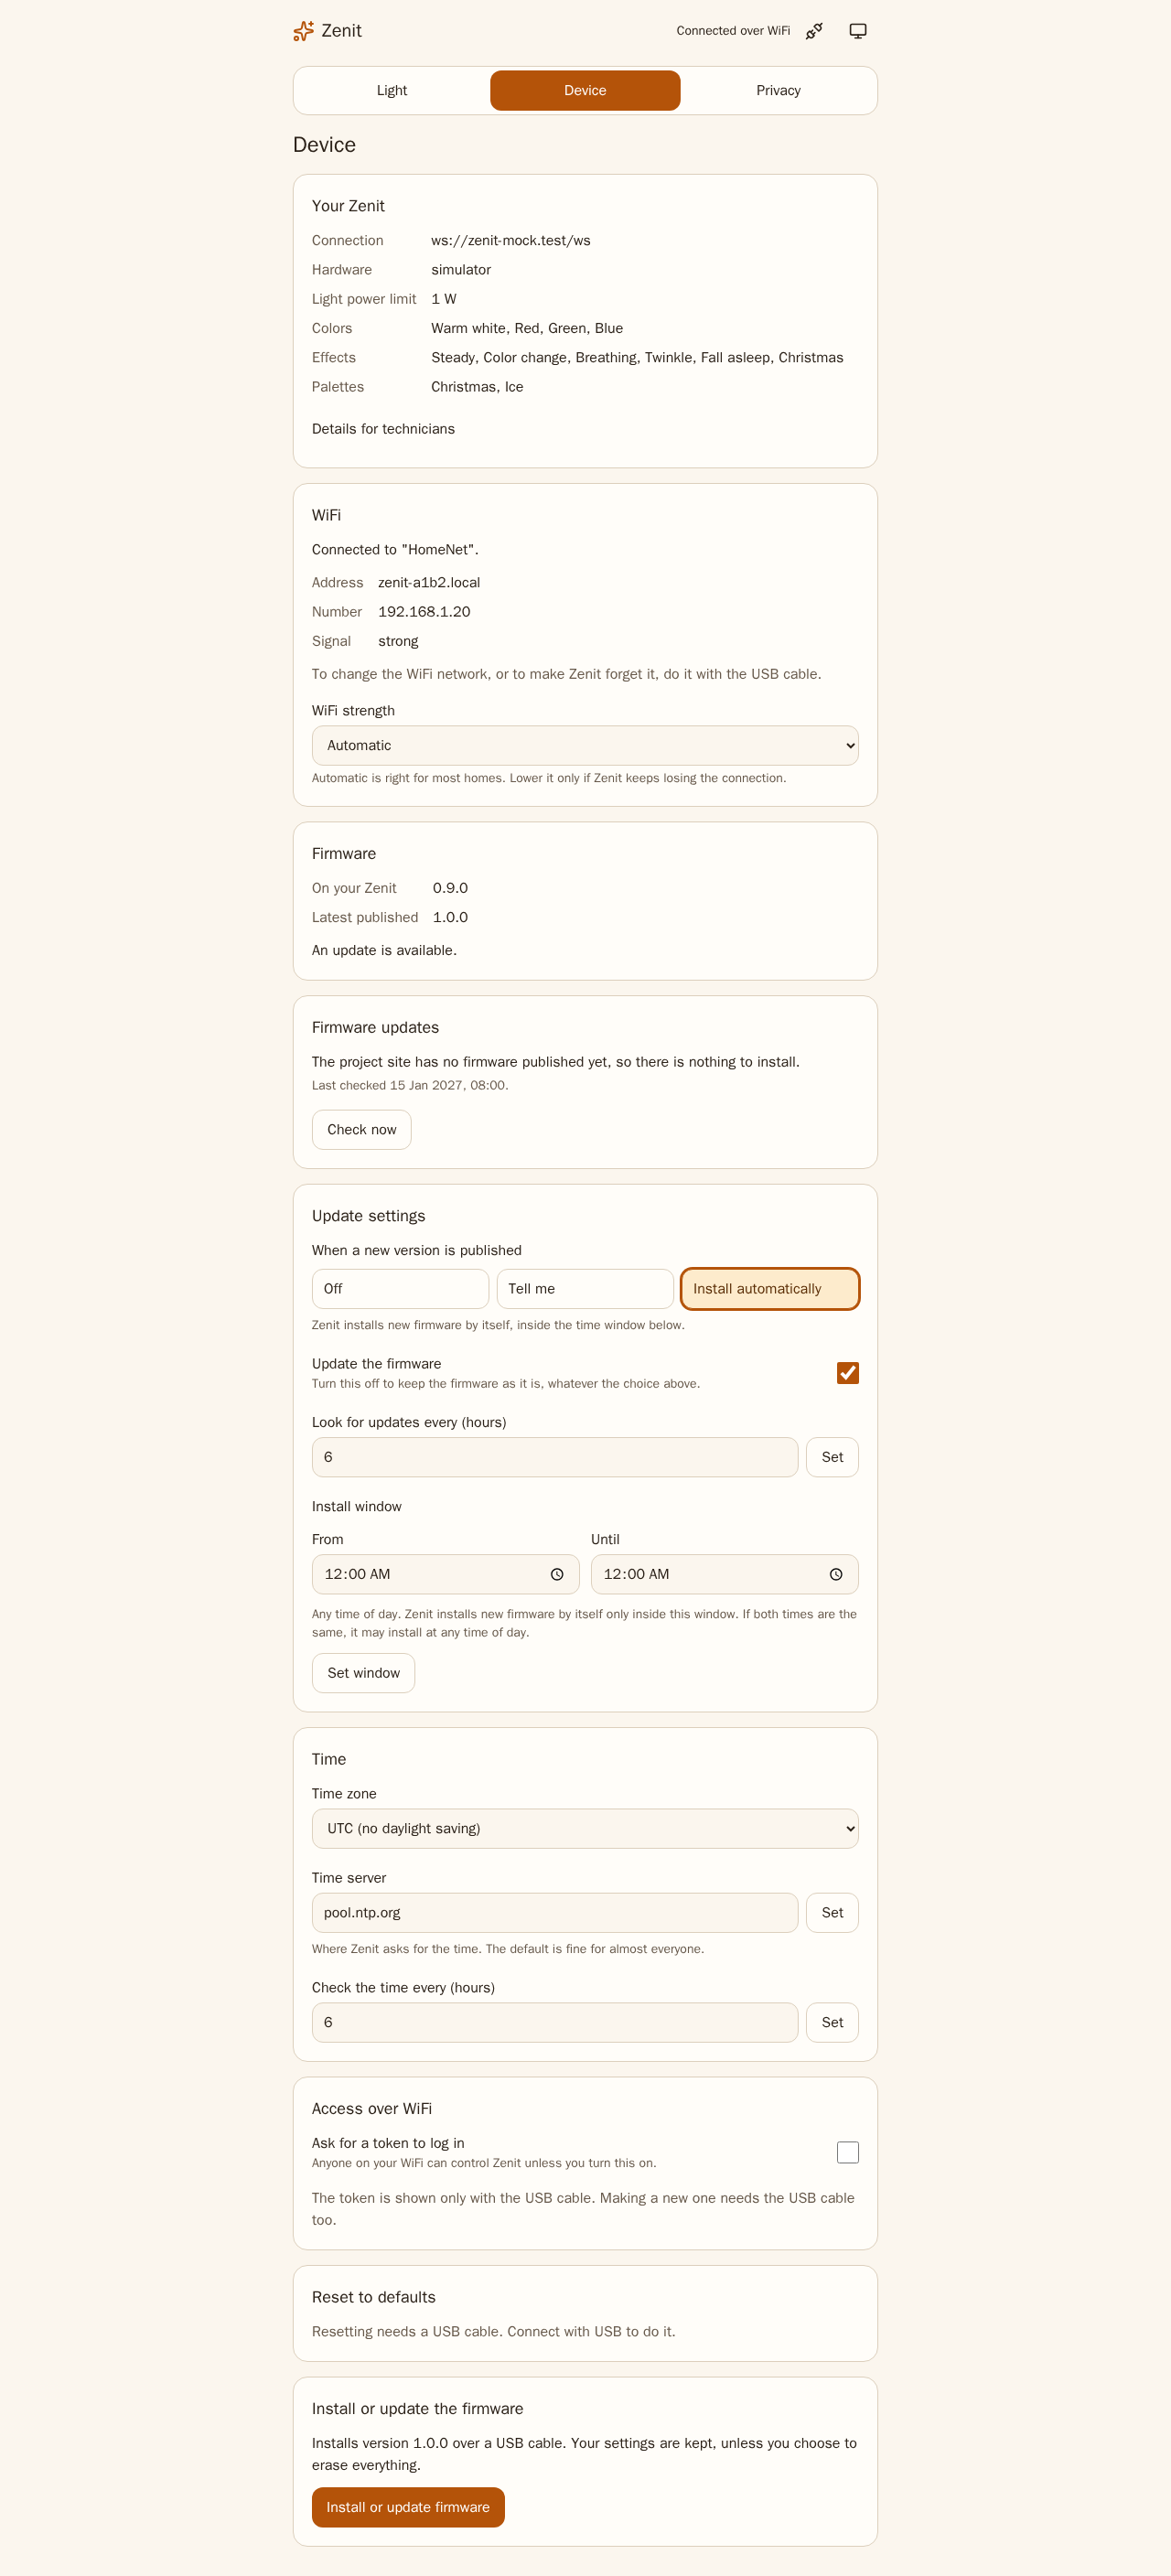 Zenit
Connected over WiFi
Light
Device
Privacy
Device
Your Zenit
Connection ws://zenit-mock.test/ws
Hardware simulator
Light power limit 1 W
Colors Warm white, Red, Green, Blue
Effects Steady, Color change, Breathing, Twinkle, Fall asleep, Christmas
Palettes Christmas, Ice
Details for technicians
WiFi
Connected to "HomeNet".
Address zenit-a1b2.local
Number 192.168.1.20
Signal strong
To change the WiFi network, or to make Zenit forget it, do it with the USB cable.
WiFi strength
Automatic
Automatic is right for most homes. Lower it only if Zenit keeps losing the connection.
Firmware
On your Zenit 0.9.0
Latest published 1.0.0
An update is available.
Firmware updates
The project site has no firmware published yet, so there is nothing to install.
Last checked 15 Jan 2027, 08:00.
Check now
Update settings
When a new version is published
Off
Tell me
Install automatically
Zenit installs new firmware by itself, inside the time window below.
Update the firmware
Turn this off to keep the firmware as it is, whatever the choice above.
Look for updates every (hours)
6
Set
Install window
From
Until
12:00 AM
12:00 AM
Any time of day. Zenit installs new firmware by itself only inside this window. If both times are the
same, it may install at any time of day.
Set window
Time
Time zone
UTC (no daylight saving)
Time server
pool.ntp.org
Set
Where Zenit asks for the time. The default is fine for almost everyone.
Check the time every (hours)
6
Set
Access over WiFi
Ask for a token to log in
Anyone on your WiFi can control Zenit unless you turn this on.
The token is shown only with the USB cable. Making a new one needs the USB cable
too.
Reset to defaults
Resetting needs a USB cable. Connect with USB to do it.
Install or update the firmware
Installs version 1.0.0 over a USB cable. Your settings are kept, unless you choose to
erase everything.
Install or update firmware